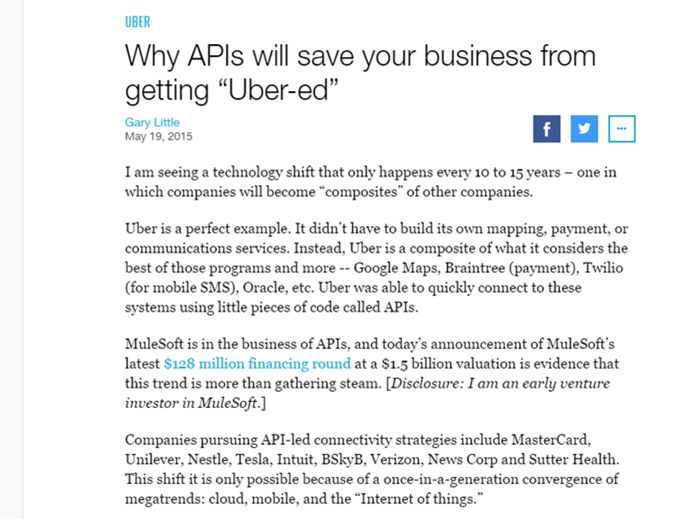 UBER
Why APIs will save your business from
getting “Uber-ed”
Gary Little
May 19, 2015
I am seeing a technology shift that only happens every 10 to 15 years – one in
which companies will become “composites” of other companies.
Uber is a perfect example. It didn’t have to build its own mapping, payment, or
communications services. Instead, Uber is a composite of what it considers the
best of those programs and more -- Google Maps, Braintree (payment), Twilio
(for mobile SMS), Oracle, etc. Uber was able to quickly connect to these
systems using little pieces of code called APIs.
MuleSoft is in the business of APIs, and today’s announcement of MuleSoft’s
latest $128 million financing round at a $1.5 billion valuation is evidence that
this trend is more than gathering steam. [Disclosure: I am an early venture
investor in MuleSoft.]
Companies pursuing API-led connectivity strategies include MasterCard,
Unilever, Nestle, Tesla, Intuit, BSkyB, Verizon, News Corp and Sutter Health.
This shift it is only possible because of a once-in-a-generation convergence of
megatrends: cloud, mobile, and the “Internet of things.”